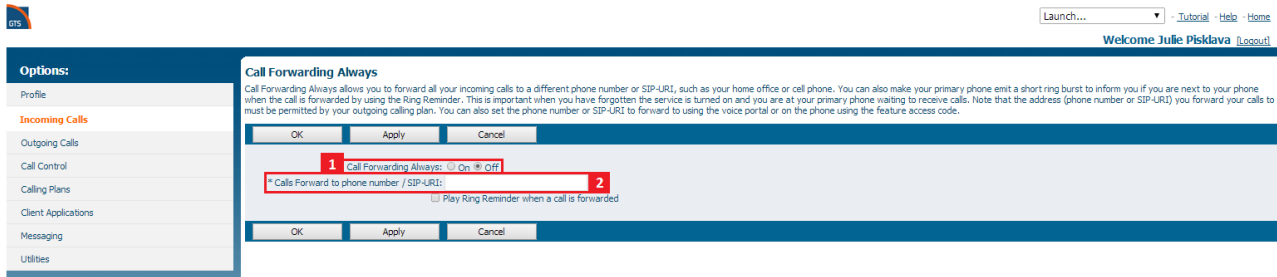 GTS
Launch... - Tutorial - Help - Home
Welcome Julie Pisklava [Logout]
Options:
Profile
Incoming Calls
Outgoing Calls
Call Control
Calling Plans
Client Applications
Messaging
Utilities
Call Forwarding Always
Call Forwarding Always allows you to forward all your incoming calls to a different phone number or SIP-URI, such as your home office or cell phone. You can also make your primary phone emit a short ring burst to inform you if you are next to your phone
when the call is forwarded by using the Ring Reminder. This is important when you have forgotten the service is turned on and you are at your primary phone waiting to receive calls. Note that the address (phone number or SIP-URI) you forward your calls to
must be permitted by your outgoing calling plan. You can also set the phone number or SIP-URI to forward to using the voice portal or on the phone using the feature access code.
OK Apply Cancel
1 Call Forwarding Always: On Off
* Calls Forward to phone number / SIP-URI: 2
Play Ring Reminder when a call is forwarded
OK Apply Cancel